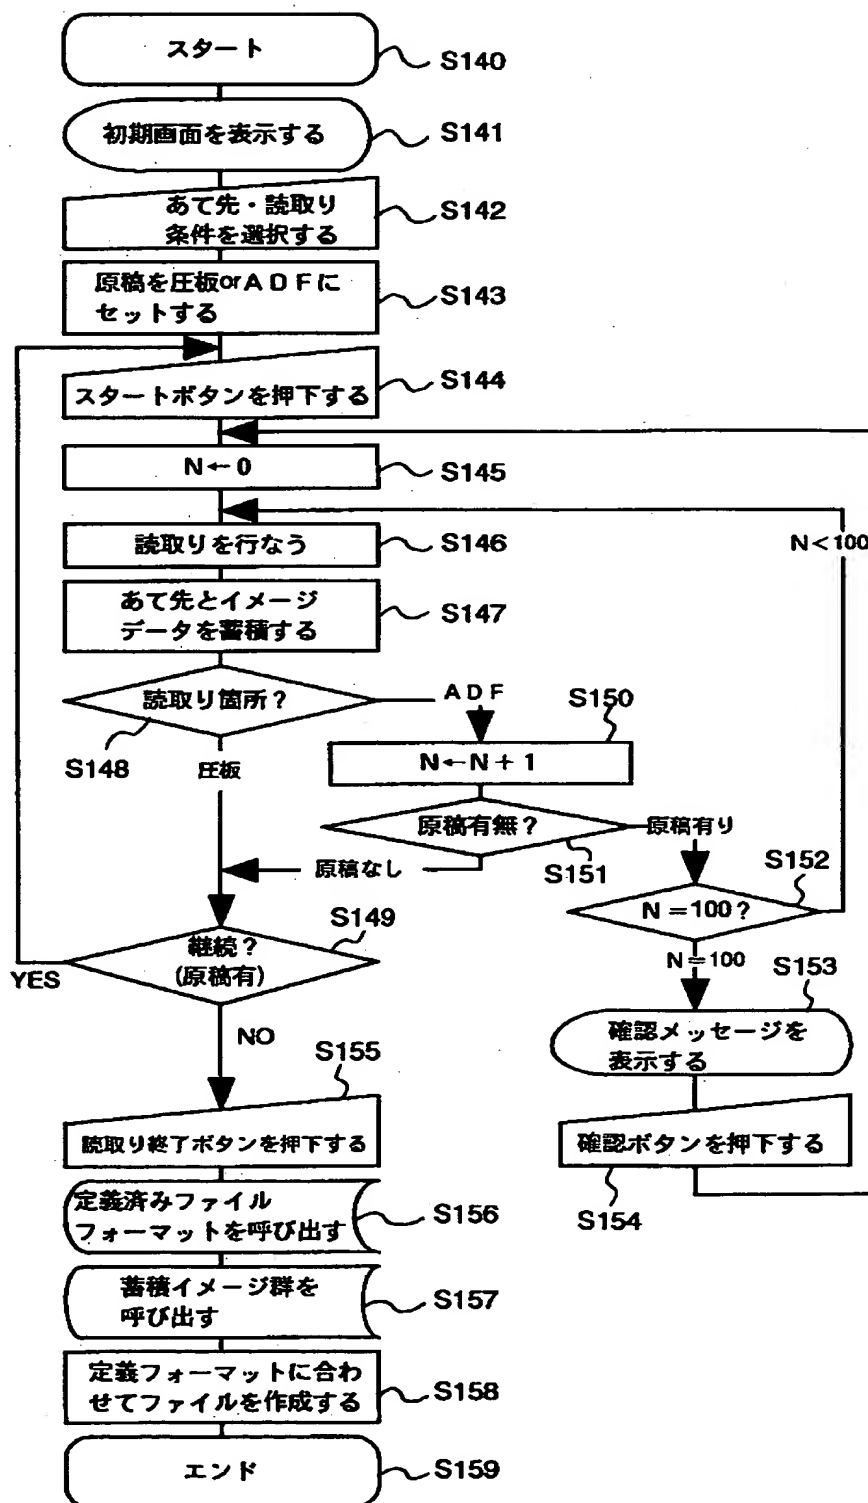 スタート
S140
初期画面を表示する
S141
あて先・読取り
条件を選択する
S142
原稿を圧板orADFに
セットする
S143
スタートボタンを押下する
S144
N←0
S145
読取りを行なう
S146
N<100
あて先とイメージ
データを蓄積する
S147
読取り箇所?
ADF
S148
圧板
S150
N←N+1
原稿有無?
原稿有り
S151
原稿なし
S152
N=100?
N=100
S149
継続?
(原稿有)
YES
NO
S153
確認メッセージを
表示する
S155
読取り終了ボタンを押下する
確認ボタンを押下する
S154
定義済みファイル
フォーマットを呼び出す
S156
蓄積イメージ群を
呼び出す
S157
定義フォーマットに合わ
せてファイルを作成する
S158
エンド
S159